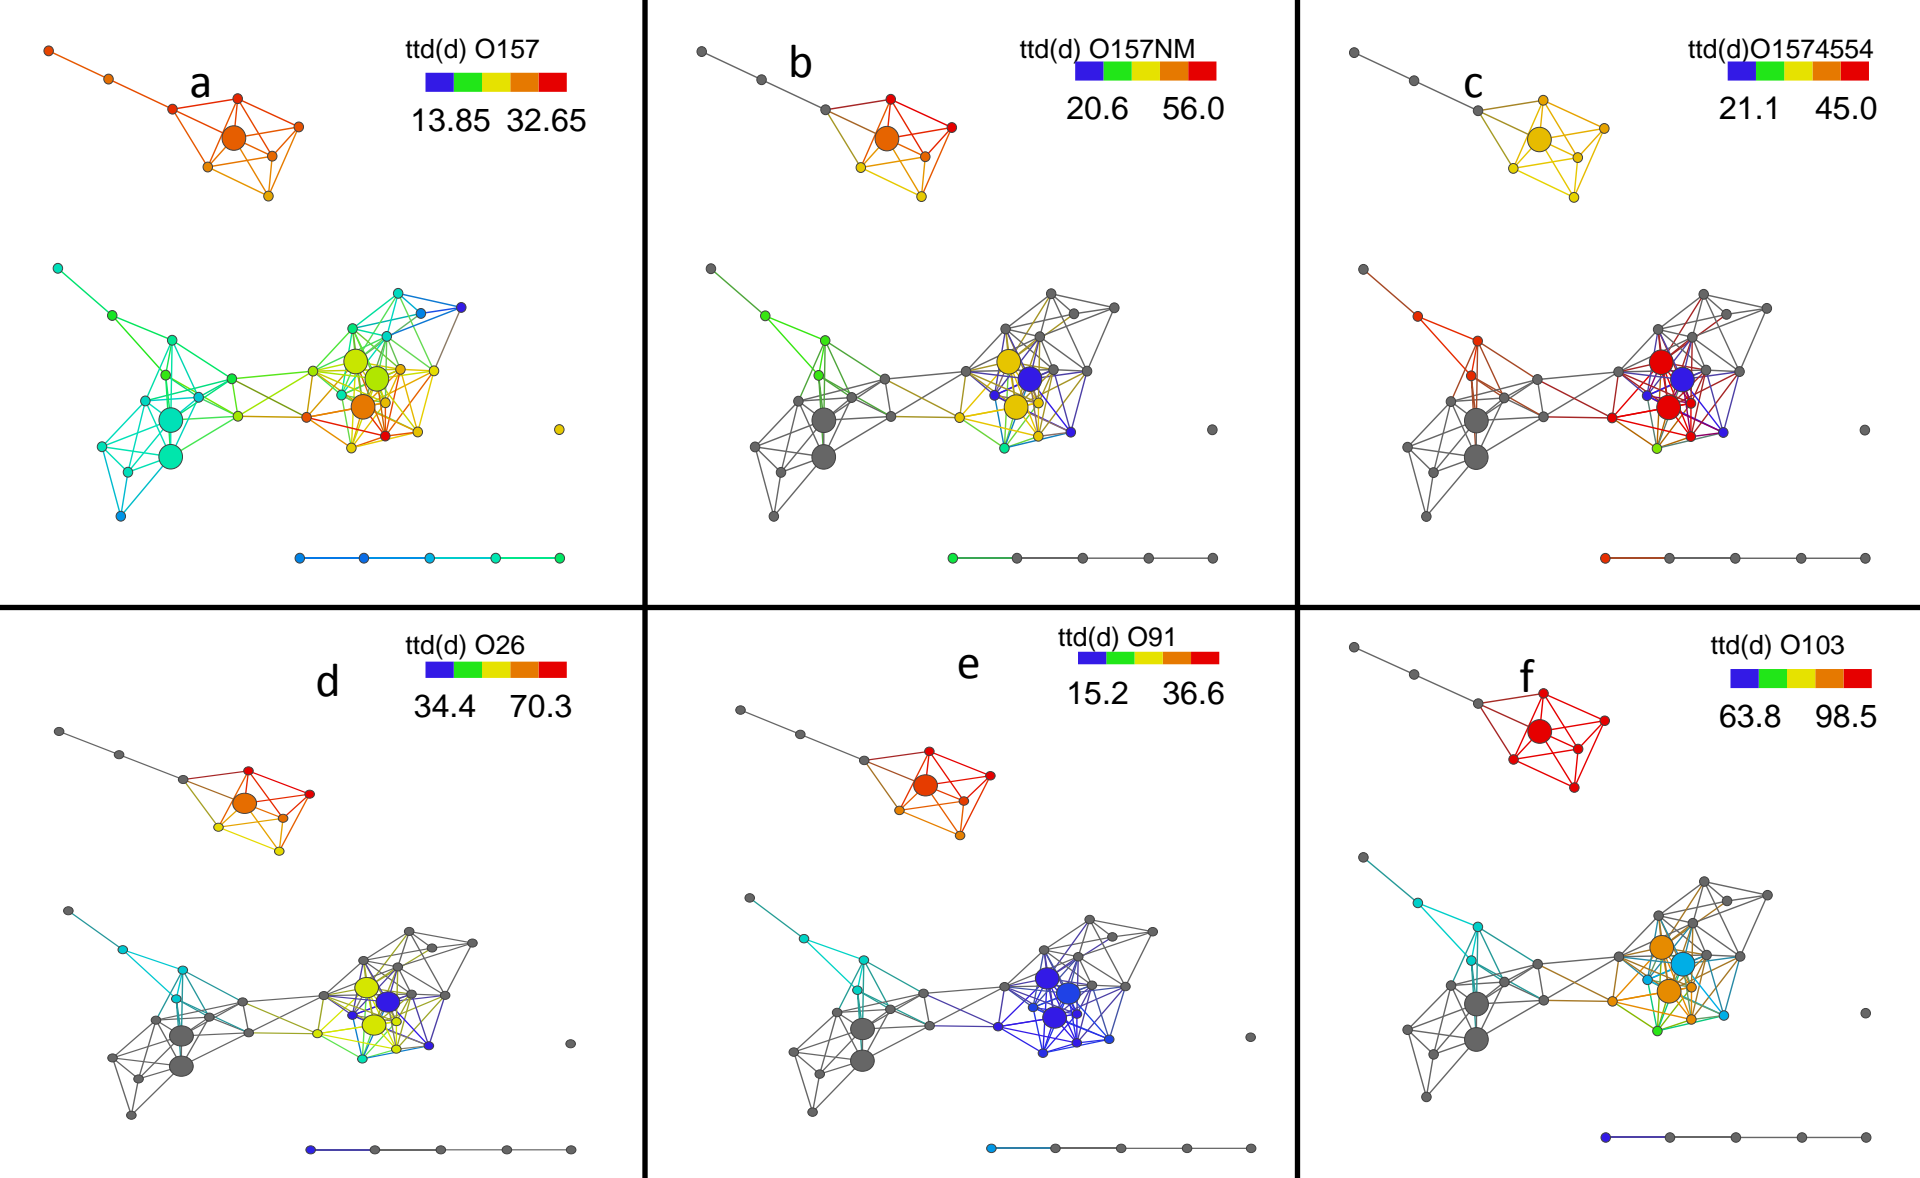 a
ttd(d) O157
13.85 32.65
b
ttd(d) O157NM
20.6 56.0
c
ttd(d)O1574554
21.1 45.0
d
ttd(d) O26
34.4 70.3
e
ttd(d) O91
15.2 36.6
f
ttd(d) O103
63.8 98.5